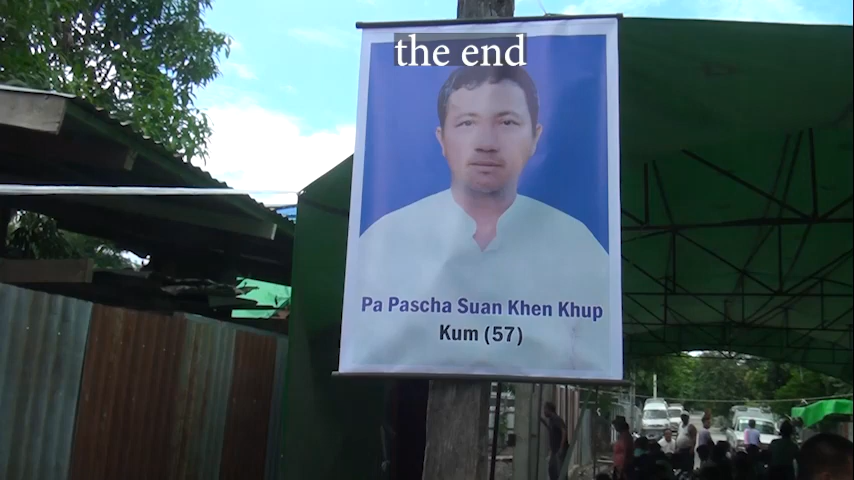 the end
Pa Pascha Suan Khen Khup
Kum (57)